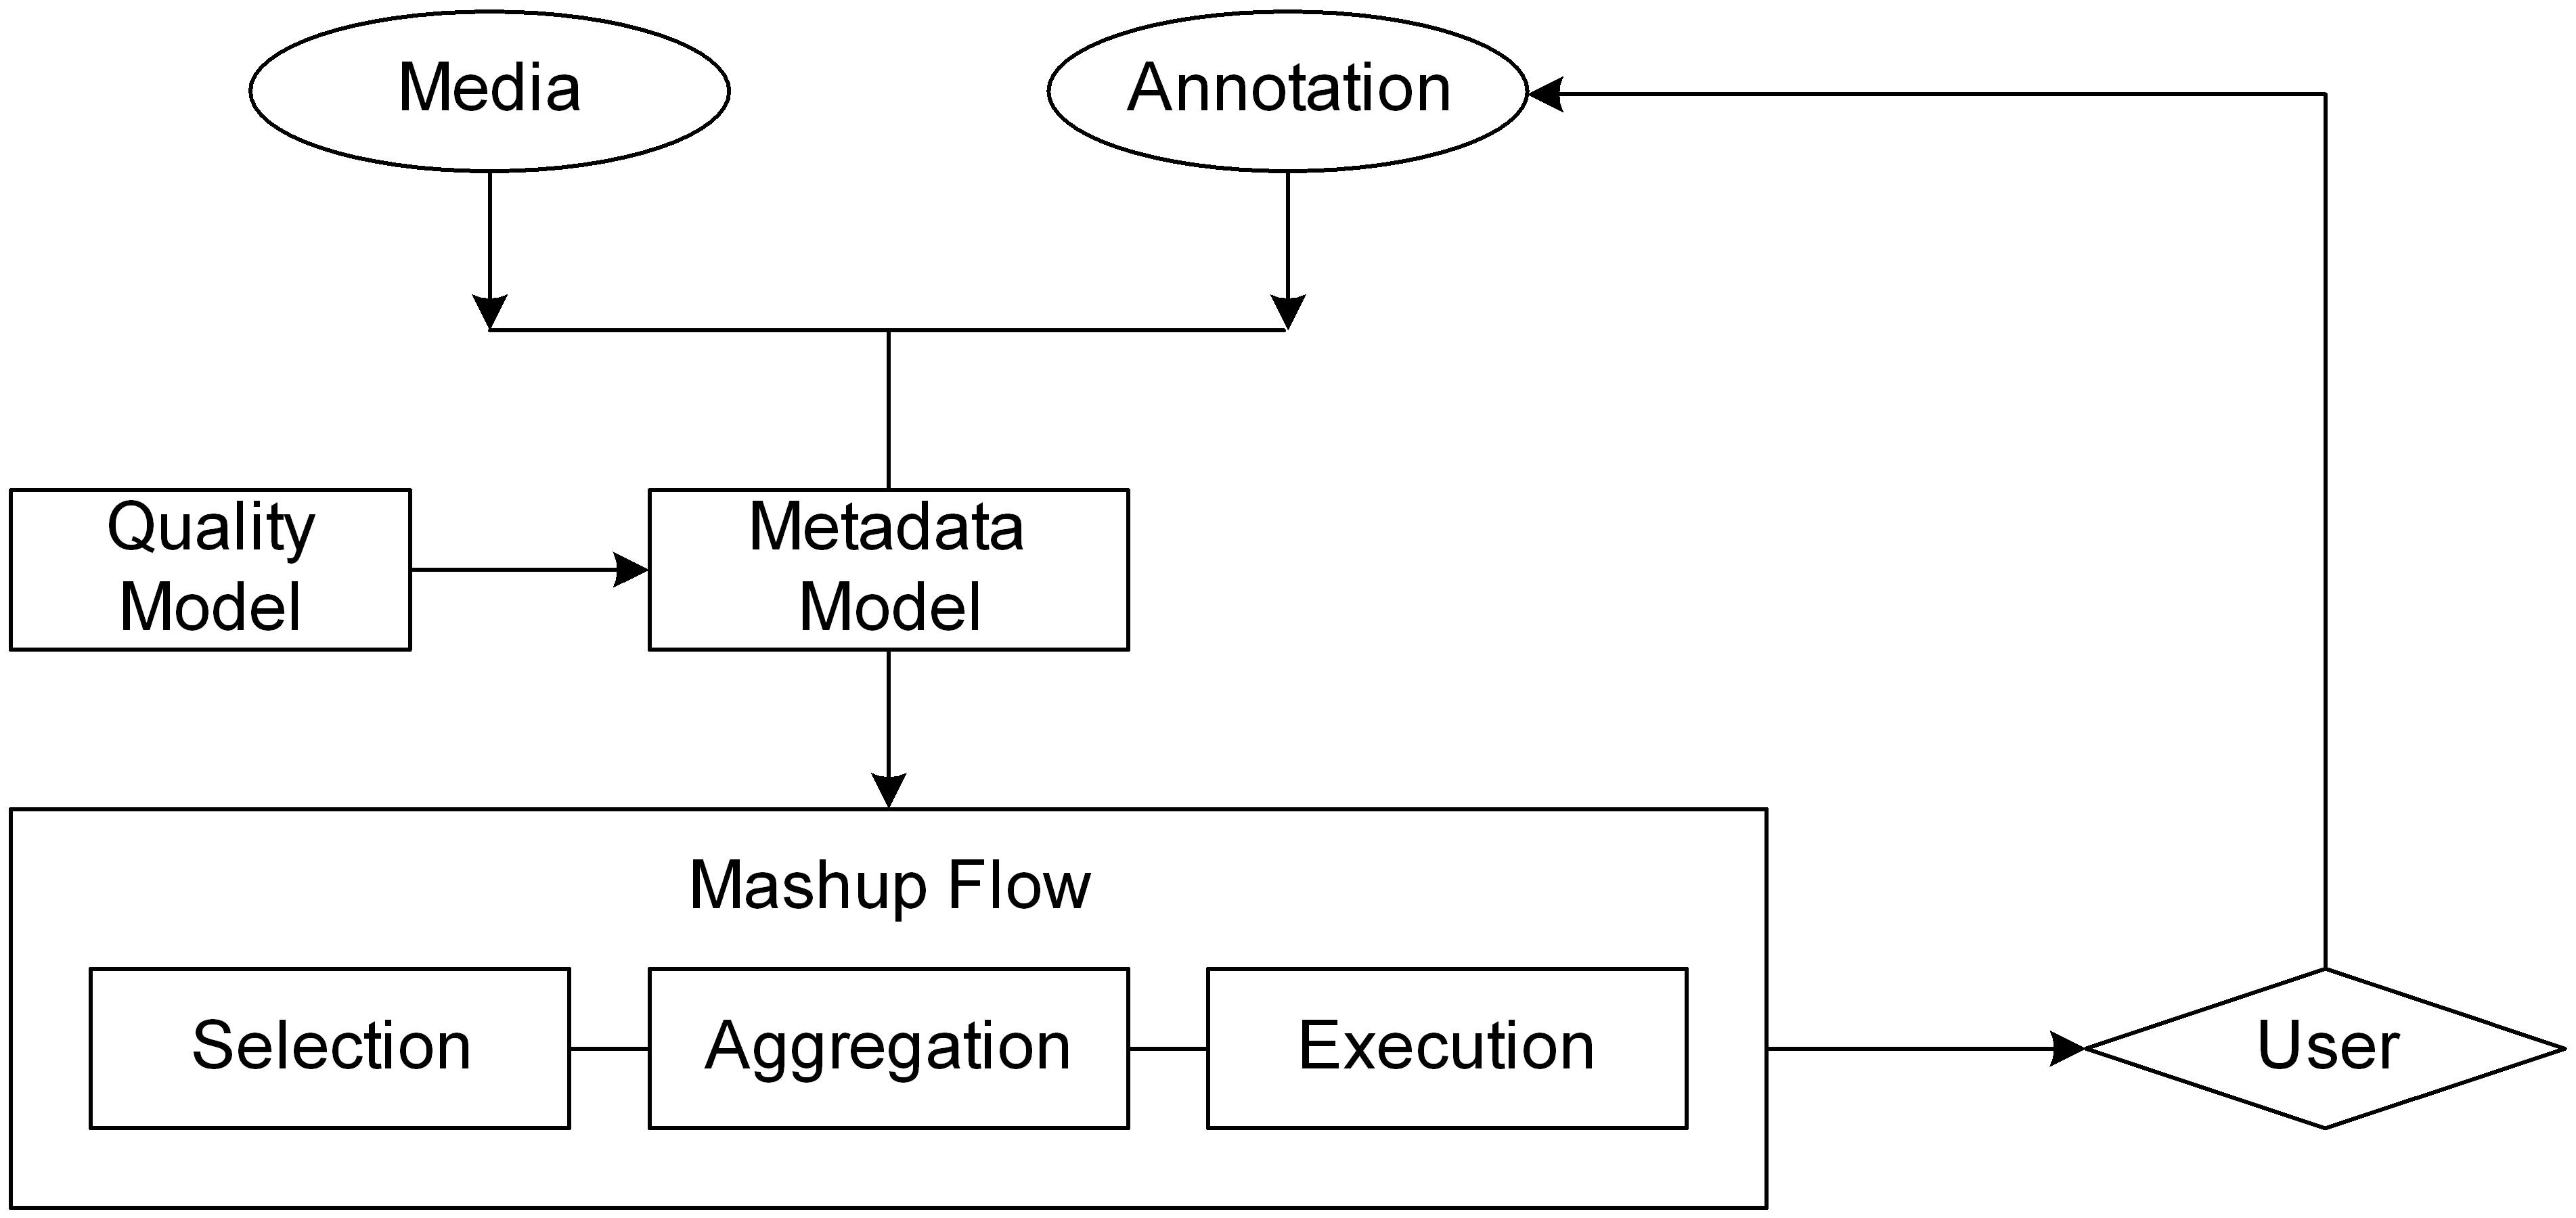 Media
Annotation
Quality
Model
Metadata
Model
Mashup Flow
Selection
Aggregation
Execution
User